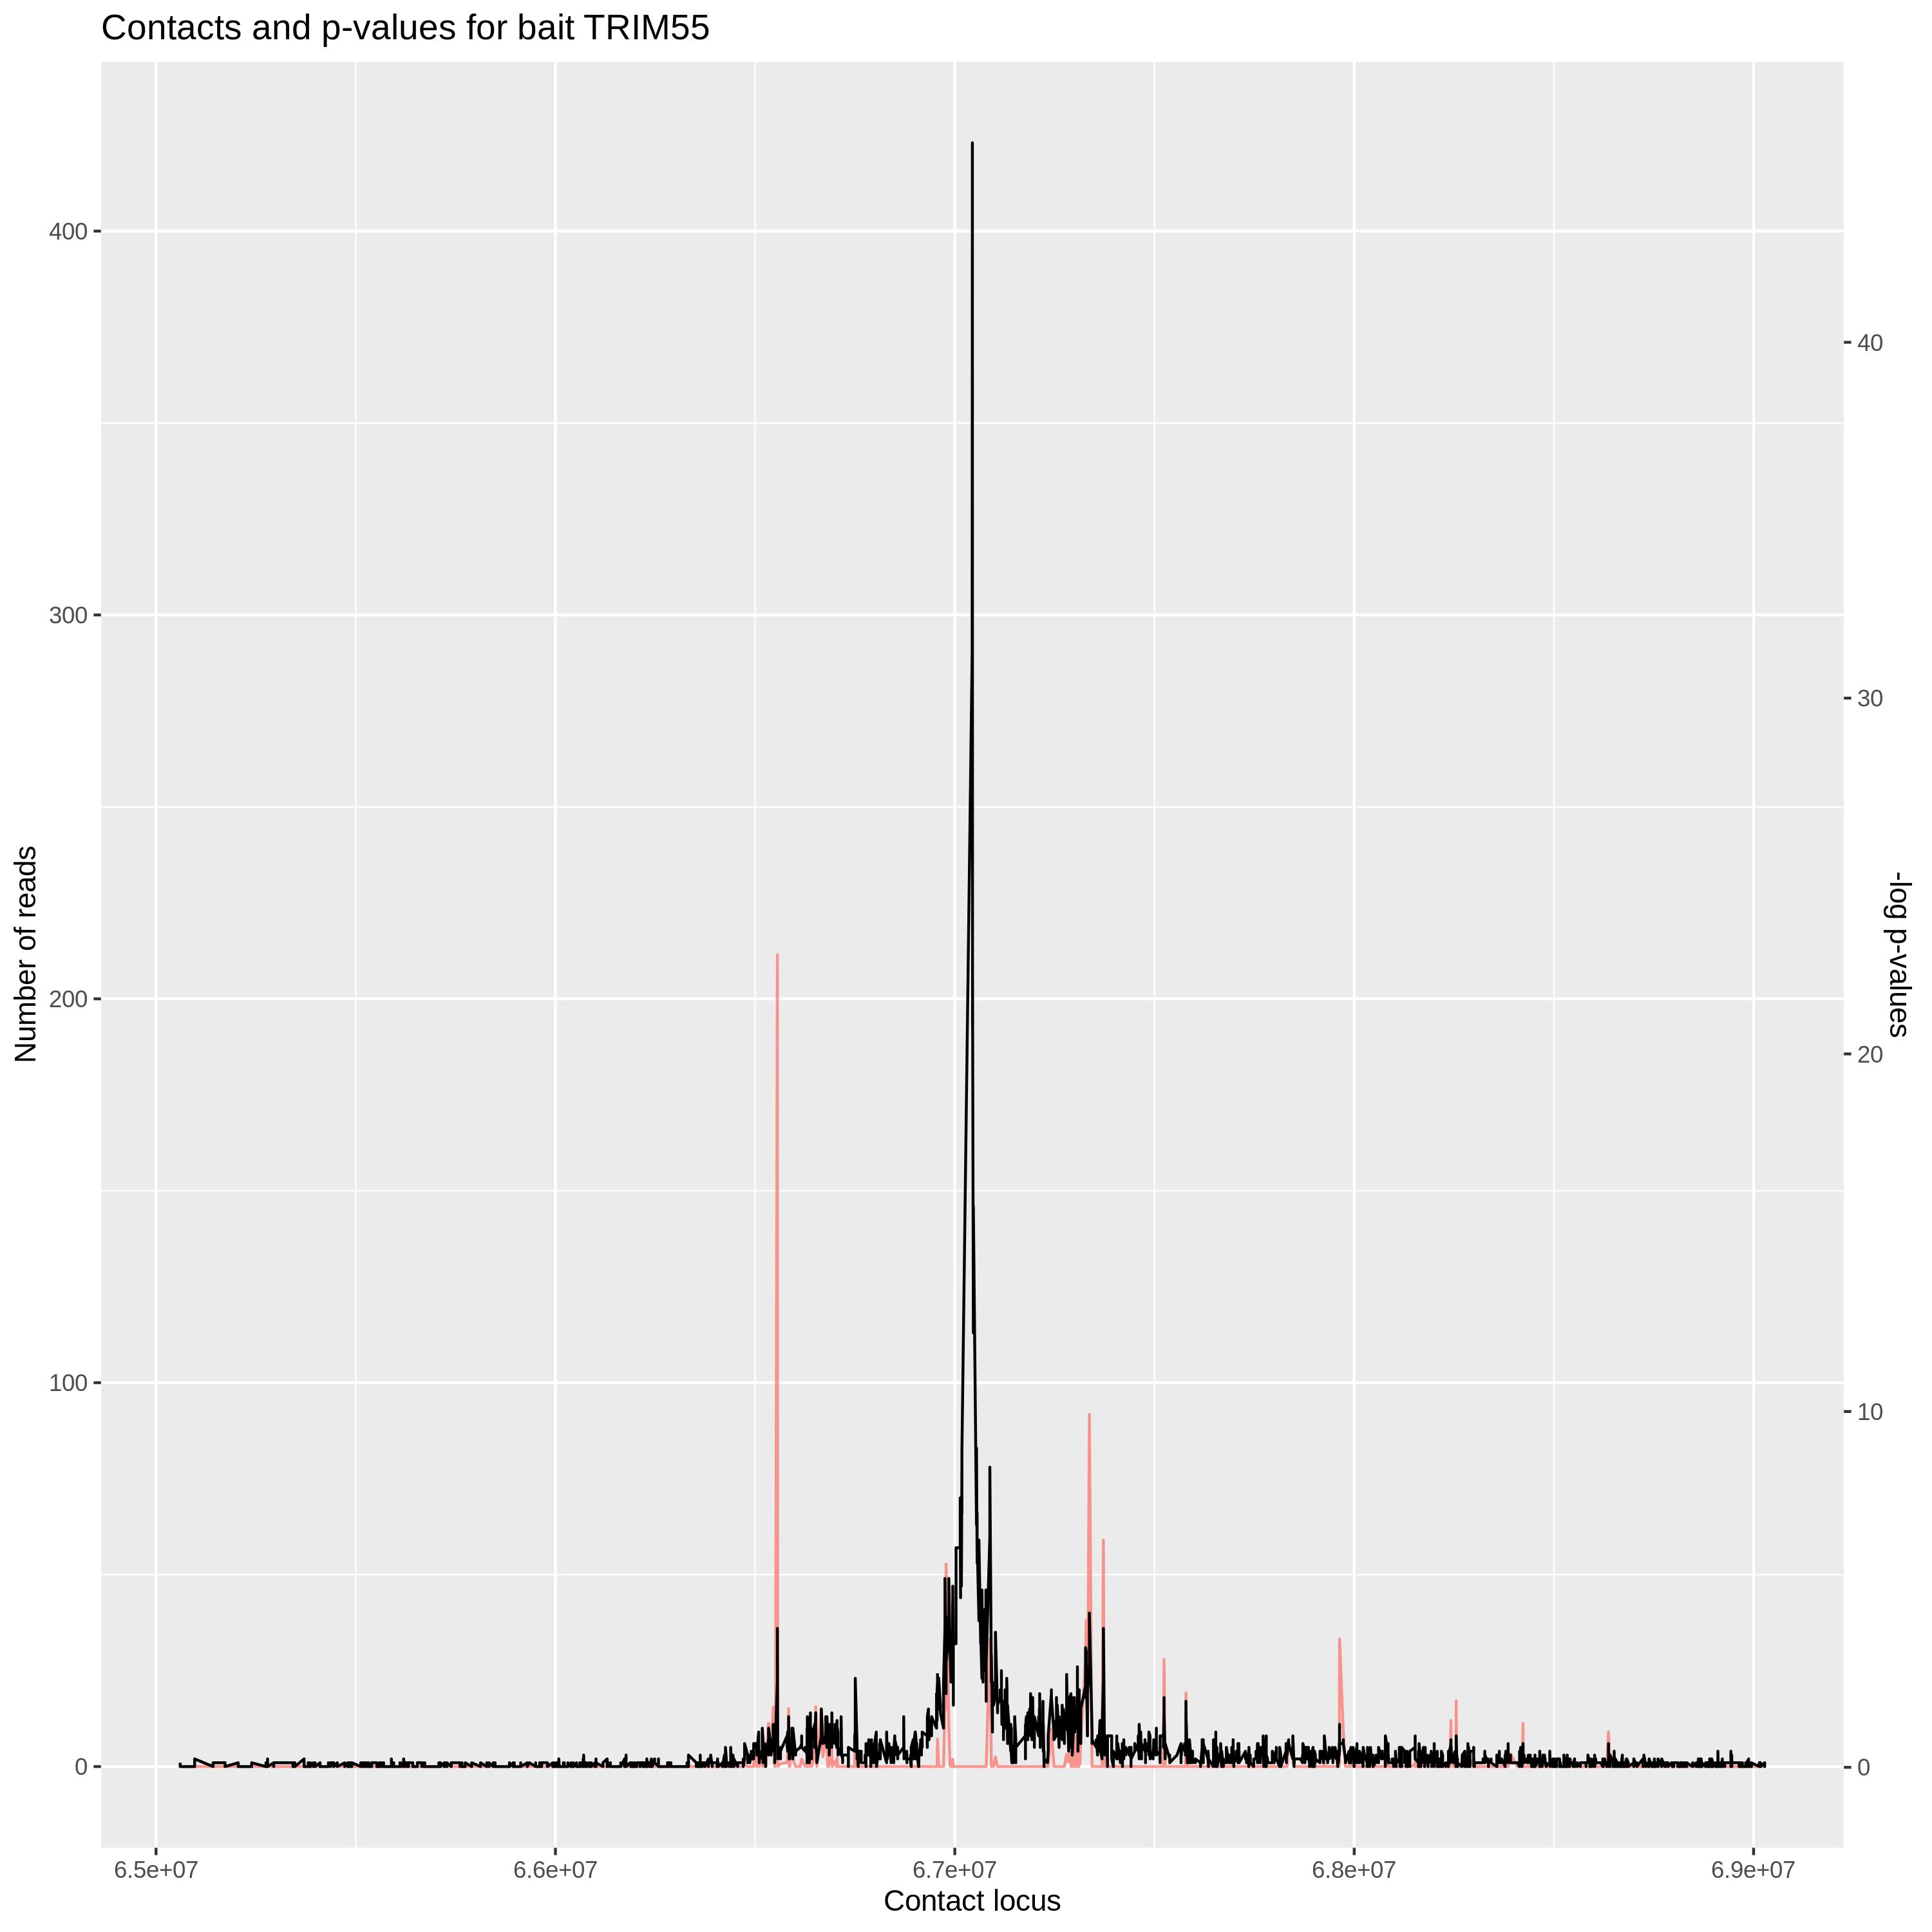 Contacts and p-values for bait TRIM55
Number of reads
400
300
200
100
0
40
30
20
10
0
-log p-values
6.5e+07 6.6e+07 6.7e+07 6.8e+07 6.9e+07
Contact locus